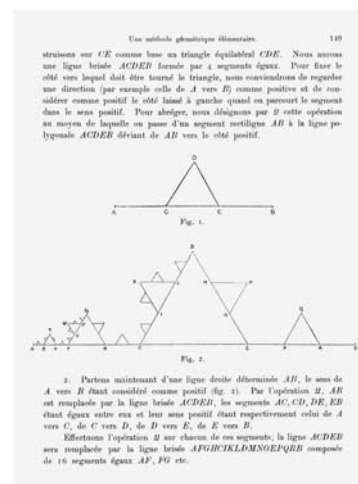 Une méthode géométrique élémentaire. 149
struisons sur CE comme base un triangle équilatéral CDE. Nous aurons
une ligne brisée ACDEB formée par 4 segments égaux. Pour fixer le
côté vers lequel doit être tourné le triangle, nous conviendrons de regarder
une direction (par exemple celle de A vers B) comme positive et de con-
sidérer comme positif le côté laissé à gauche quand on parcourt le segment
dans le sens positif. Pour abréger, nous désignons par Ω cette opération
au moyen de laquelle on passe d'un segment rectiligne AB à la ligne po-
lygonale ACDEB déviant de AB vers le côté positif.
D
A C E B
Fig. 1.
D
Fig. 2.
2. Partons maintenant d'une ligne droite déterminée AB, le sens de
A vers B étant considéré comme positif (fig. 2). Par l'opération Ω, AB
est remplacée par la ligne brisée ACDEB, les segments AC, CD, DE, EB
étant égaux entre eux et leur sens positif étant respectivement celui de A
vers C, de C vers D, de D vers E, de E vers B.
Effectuons l'opération Ω sur chacun de ces segments; la ligne ACDEB
sera remplacée par la ligne brisée AFGHCIKLDMNOEPQRB composée
de 16 segments égaux AF, FG etc.